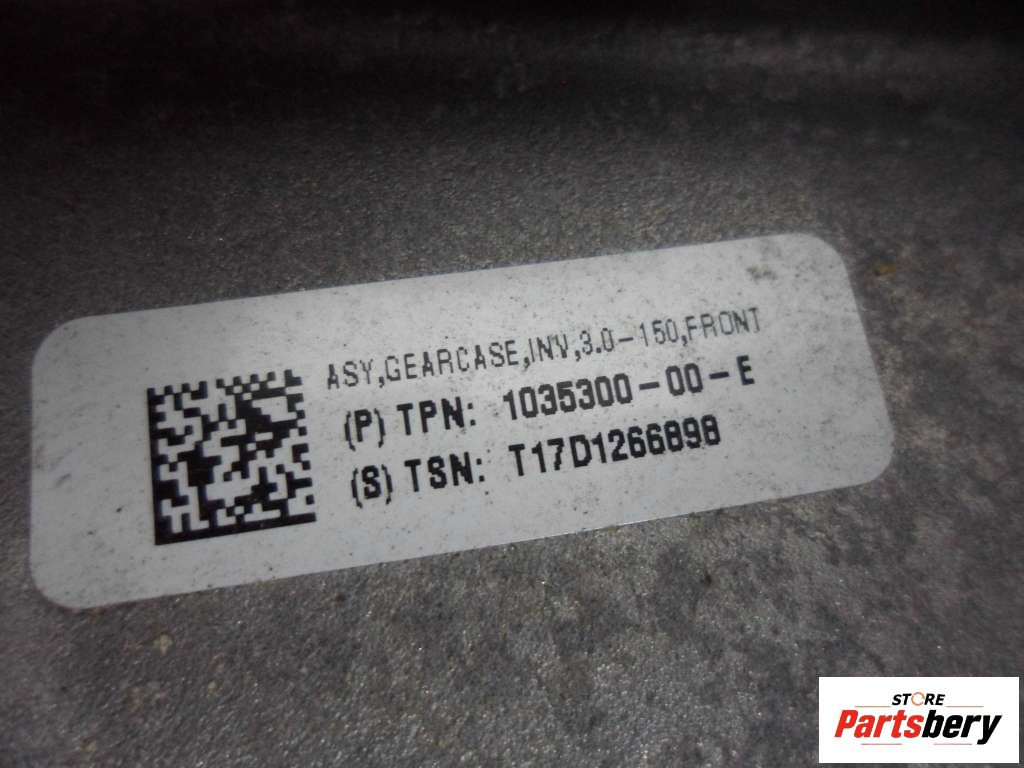 ASY,GEARCASE,INV,3.0-150,FRONT
(P) TPN: 1035300-00-E
(S) TSN: T17D1266898
STORE
Partsbery